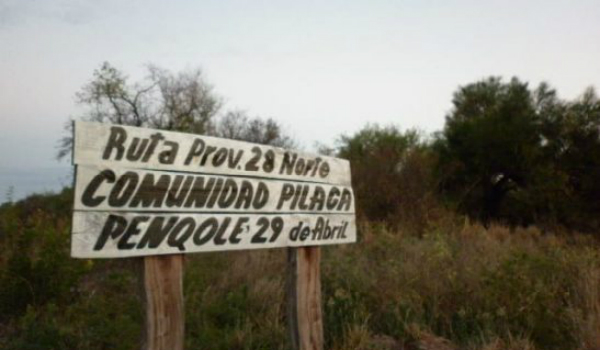 Ruta Prov. 28 Norte
COMUNIDAD PILAGA
PENQOLE 29 de Abril